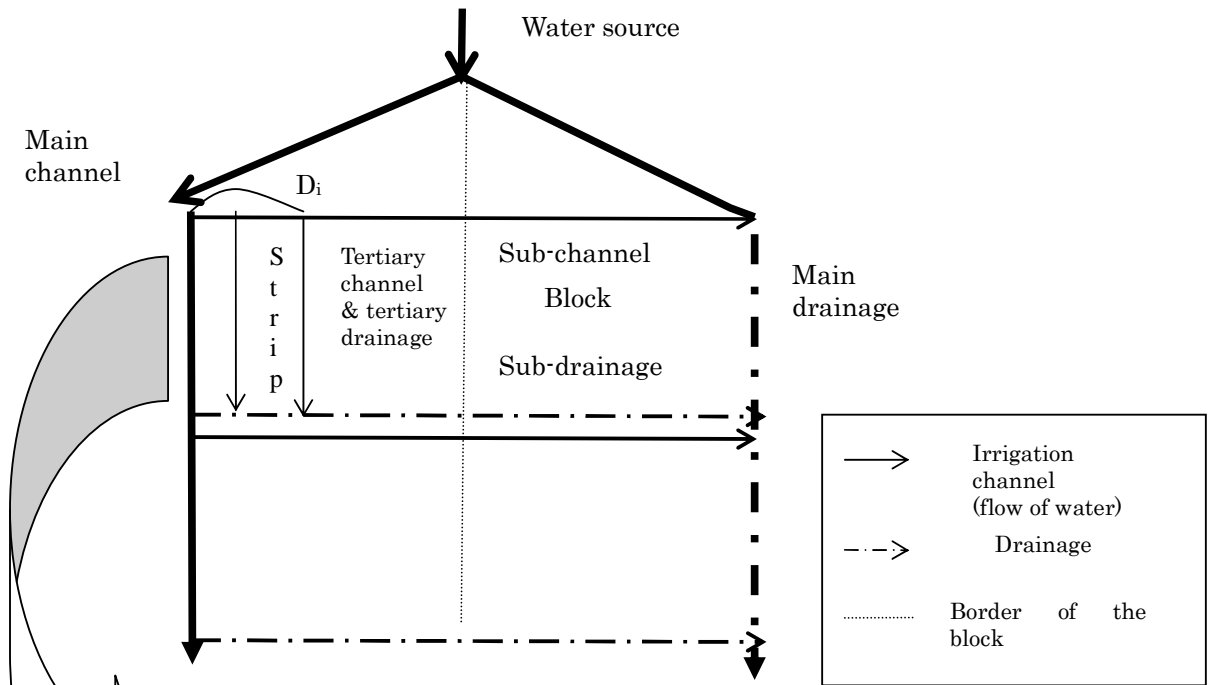 Water source
Main
channel
Di
S
t
r
i
p
Tertiary
channel
& tertiary
drainage
Sub-channel
Block
Sub-drainage
Main
drainage
Irrigation
channel
(flow of water)
Drainage
Border of the
block